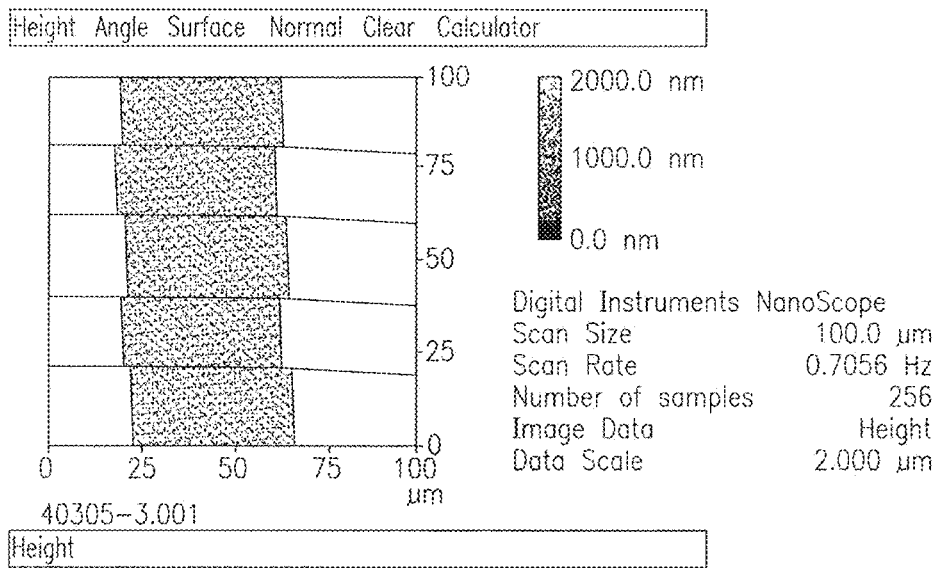 Height Angle Surface Normal Clear Calculator
100
75
50
25
0
0 25 50 75 100
µm
2000.0 nm
1000.0 nm
0.0 nm
Digital Instruments NanoScope
Scan Size 100.0 µm
Scan Rate 0.7056 Hz
Number of samples 256
Image Data Height
Data Scale 2.000 µm
40305-3.001
Height